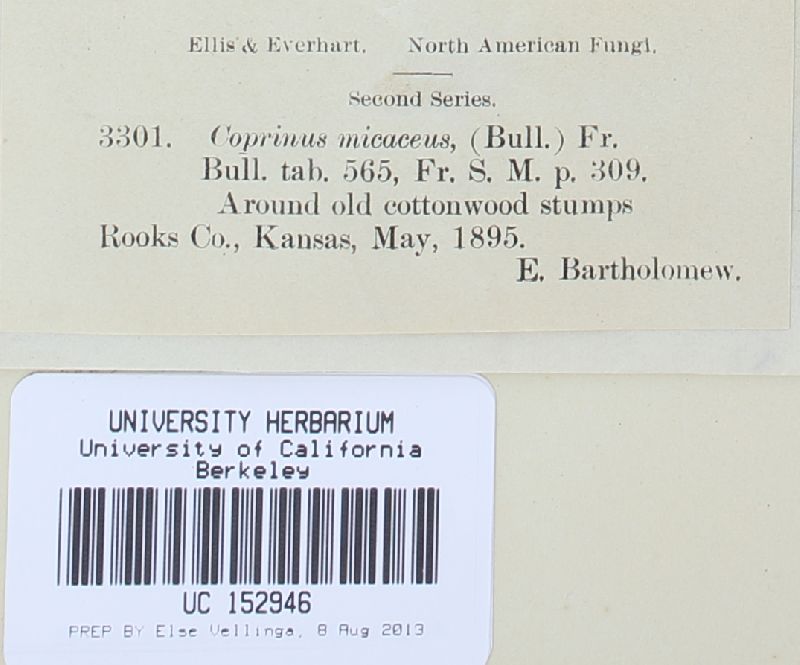 Ellis & Everhart. North American Fungi.
Second Series.
3301. Coprinus micaceus, (Bull.) Fr.
Bull. tab. 565, Fr. S. M. p. 309.
Around old cottonwood stumps
Rooks Co., Kansas, May, 1895.
E. Bartholomew.
UNIVERSITY HERBARIUM
University of California
Berkeley
UC 152946
PREP BY Else Vellinga, 8 Aug 2013